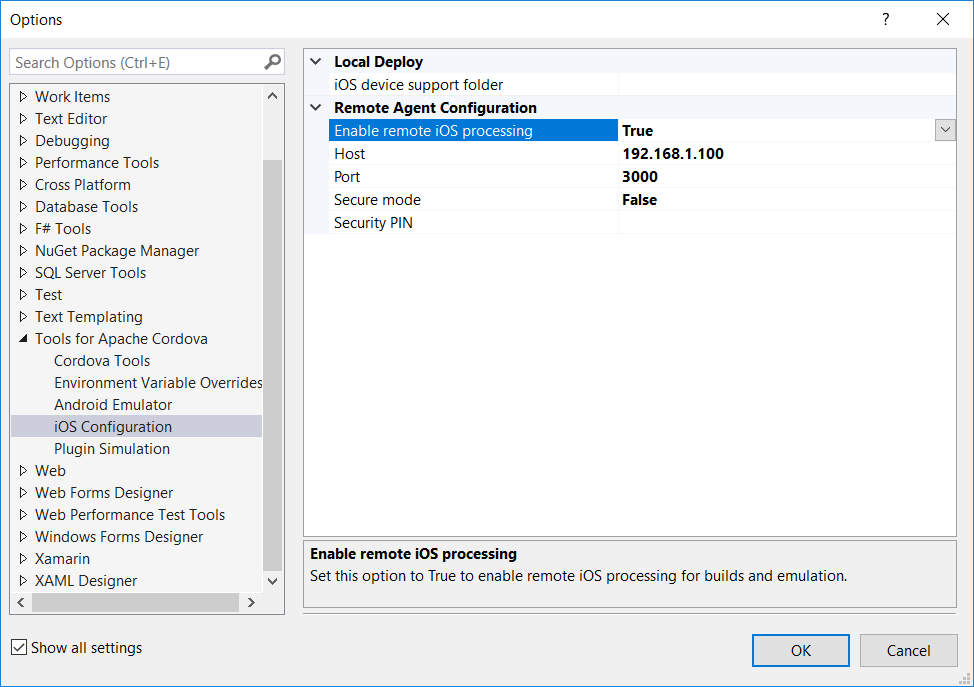 Options
?
Search Options (Ctrl+E)
Work Items
Text Editor
Debugging
Performance Tools
Cross Platform
Database Tools
F# Tools
NuGet Package Manager
SQL Server Tools
Test
Text Templating
Tools for Apache Cordova
Cordova Tools
Environment Variable Overrides
Android Emulator
iOS Configuration
Plugin Simulation
Web
Web Forms Designer
Web Performance Test Tools
Windows Forms Designer
Xamarin
XAML Designer
Show all settings
Local Deploy
iOS device support folder
Remote Agent Configuration
Enable remote iOS processing True
Host 192.168.1.100
Port 3000
Secure mode False
Security PIN
Enable remote iOS processing
Set this option to True to enable remote iOS processing for builds and emulation.
OK
Cancel